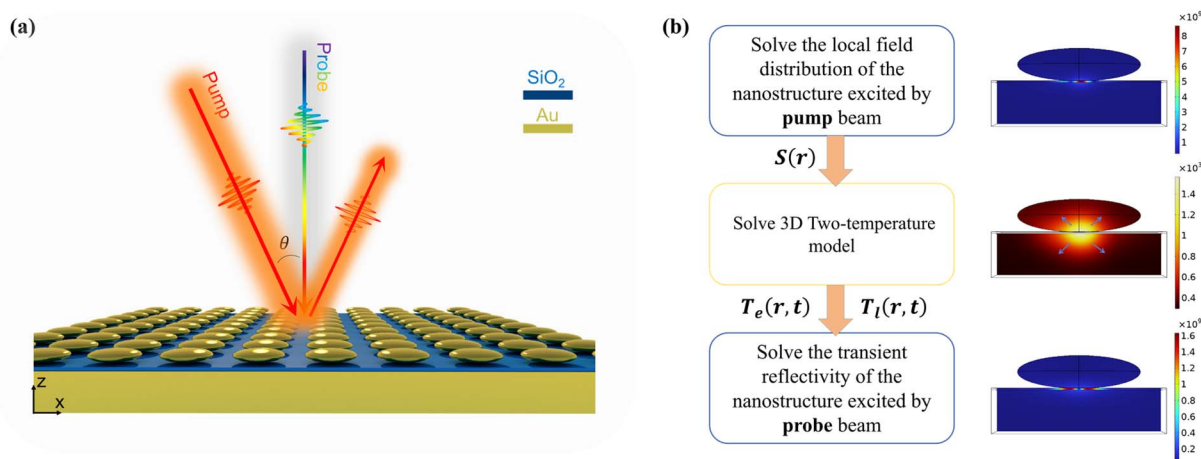 (a)
Pump
Probe
SiO₂
Au
θ
z
x
(b)
Solve the local field
distribution of the
nanostructure excited by
pump beam
S(r)
Solve 3D Two-temperature
model
Tₑ(r, t) Tₗ(r, t)
Solve the transient
reflectivity of the
nanostructure excited by
probe beam
8
7
6
5
4
3
2
1
×10³
1.4
1.2
1
0.8
0.6
0.4
1.6
1.4
1.2
1
0.8
0.6
0.4
0.2